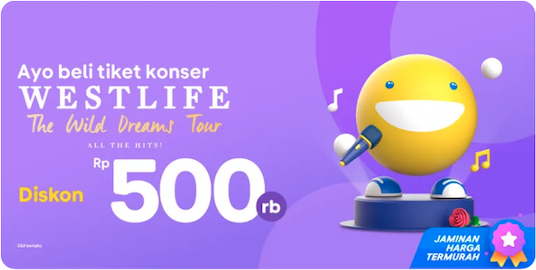 Ayo beli tiket konser
WESTLIFE
The Wild Dreams Tour
ALL THE HITS!
Diskon Rp 500 rb
S&K berlaku
JAMINAN
HARGA
TERMURAH